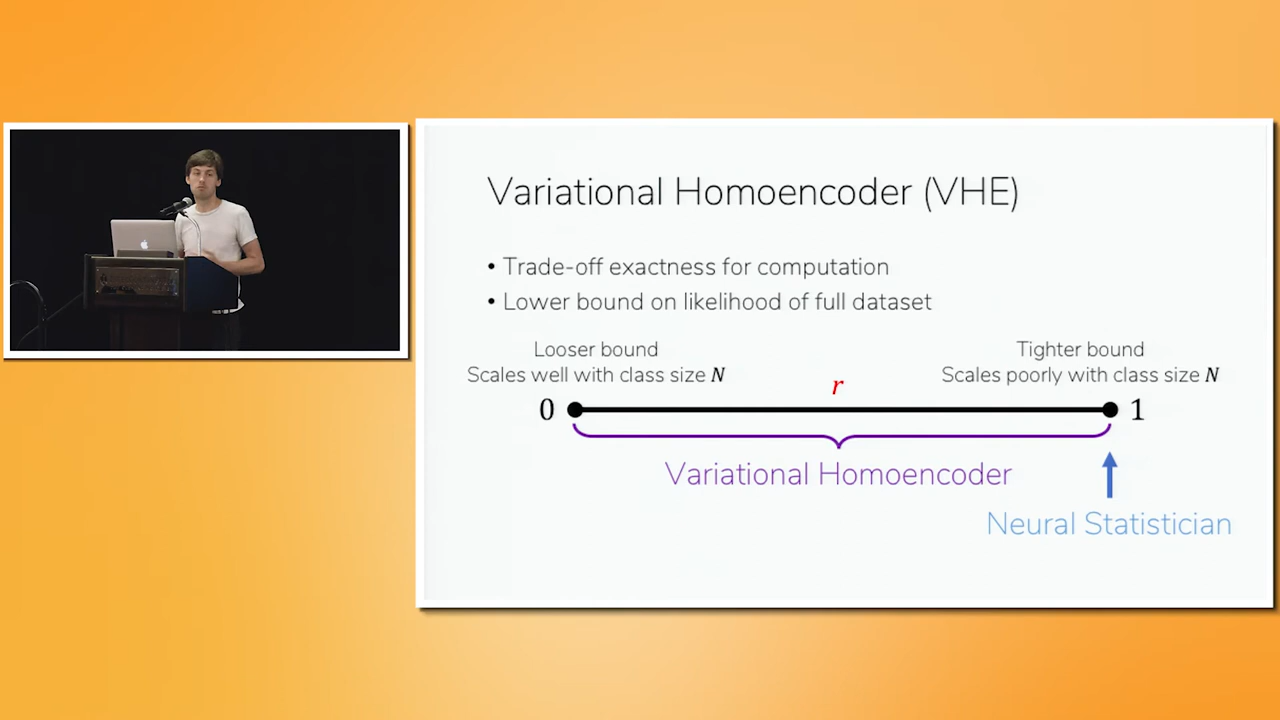 Variational Homoencoder (VHE)
• Trade-off exactness for computation
• Lower bound on likelihood of full dataset
Looser bound
Scales well with class size N
Tighter bound
Scales poorly with class size N
r
0
1
Variational Homoencoder
Neural Statistician